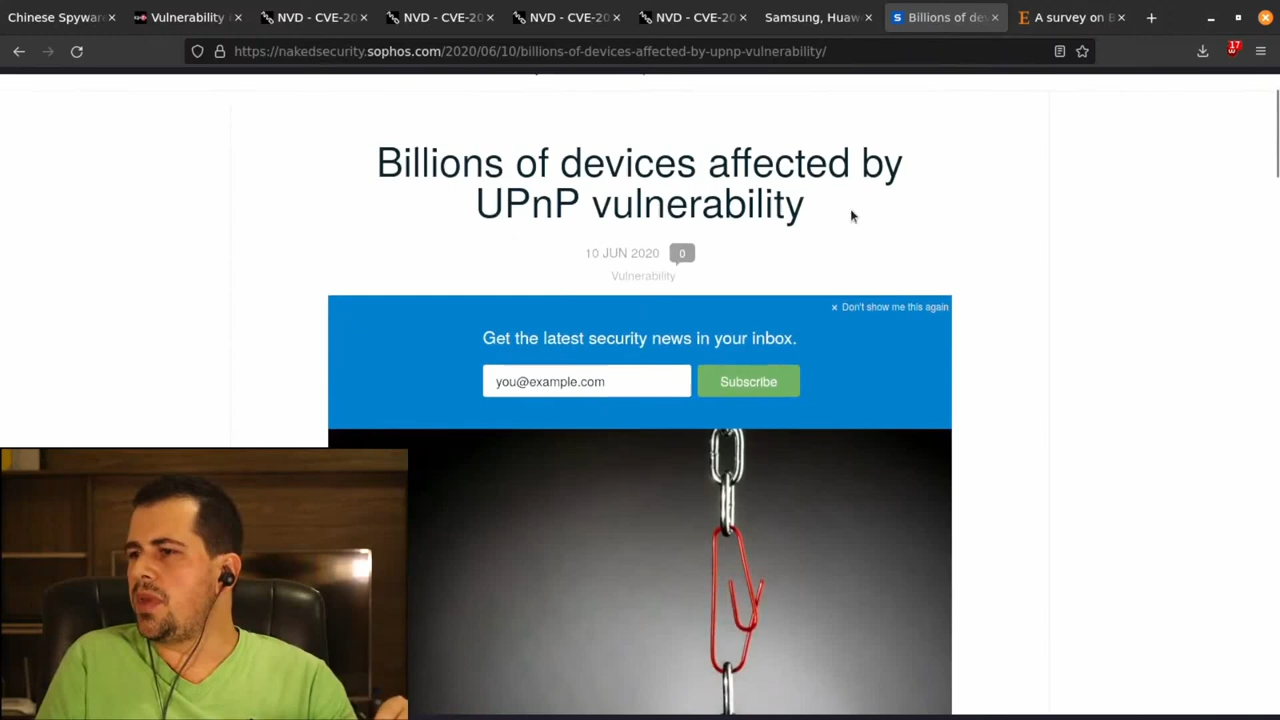 Chinese Spyware
Vulnerability
NVD - CVE-20
NVD - CVE-20
NVD - CVE-20
NVD - CVE-20
Samsung, Huaw
Billions of dev
A survey on B
17
https://nakedsecurity.sophos.com/2020/06/10/billions-of-devices-affected-by-upnp-vulnerability/
Billions of devices affected by
UPnP vulnerability
10 JUN 2020 0
Vulnerability
× Don't show me this again
Get the latest security news in your inbox.
you@example.com Subscribe